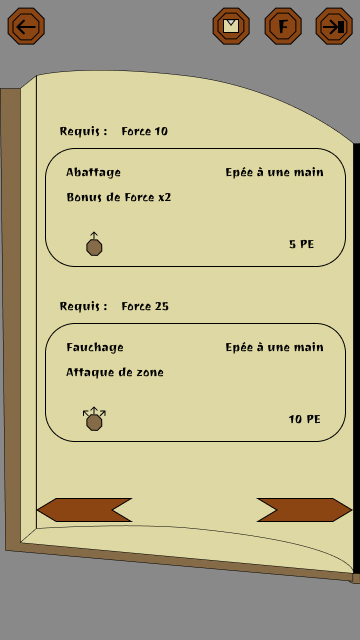 F
Requis : Force 10
Abattage Epée à une main
Bonus de Force x2
5 PE
Requis : Force 25
Fauchage Epée à une main
Attaque de zone
10 PE